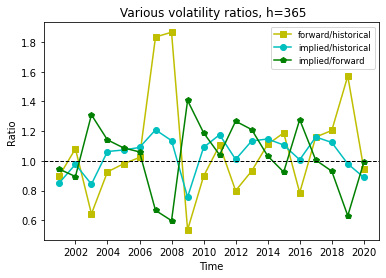 Various volatility ratios, h=365
forward/historical
implied/historical
implied/forward
Ratio
1.8
1.6
1.4
1.2
1.0
0.8
0.6
2002 2004 2006 2008 2010 2012 2014 2016 2018 2020
Time